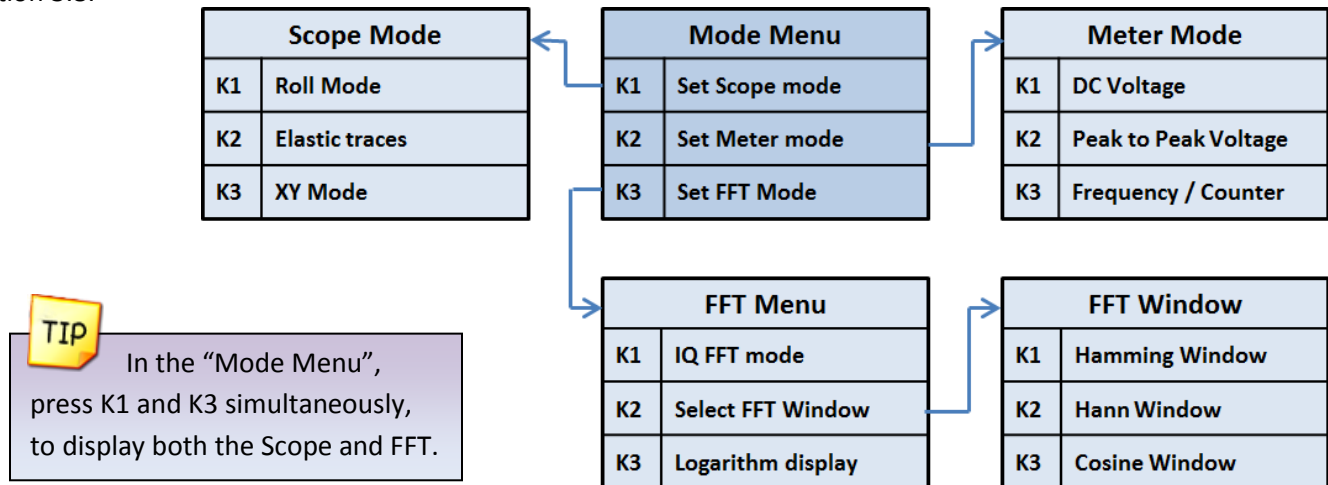 Scope Mode
K1 Roll Mode
K2 Elastic traces
K3 XY Mode
Mode Menu
K1 Set Scope mode
K2 Set Meter mode
K3 Set FFT Mode
Meter Mode
K1 DC Voltage
K2 Peak to Peak Voltage
K3 Frequency / Counter
TIP
In the “Mode Menu”,
press K1 and K3 simultaneously,
to display both the Scope and FFT.
FFT Menu
K1 IQ FFT mode
K2 Select FFT Window
K3 Logarithm display
FFT Window
K1 Hamming Window
K2 Hann Window
K3 Cosine Window